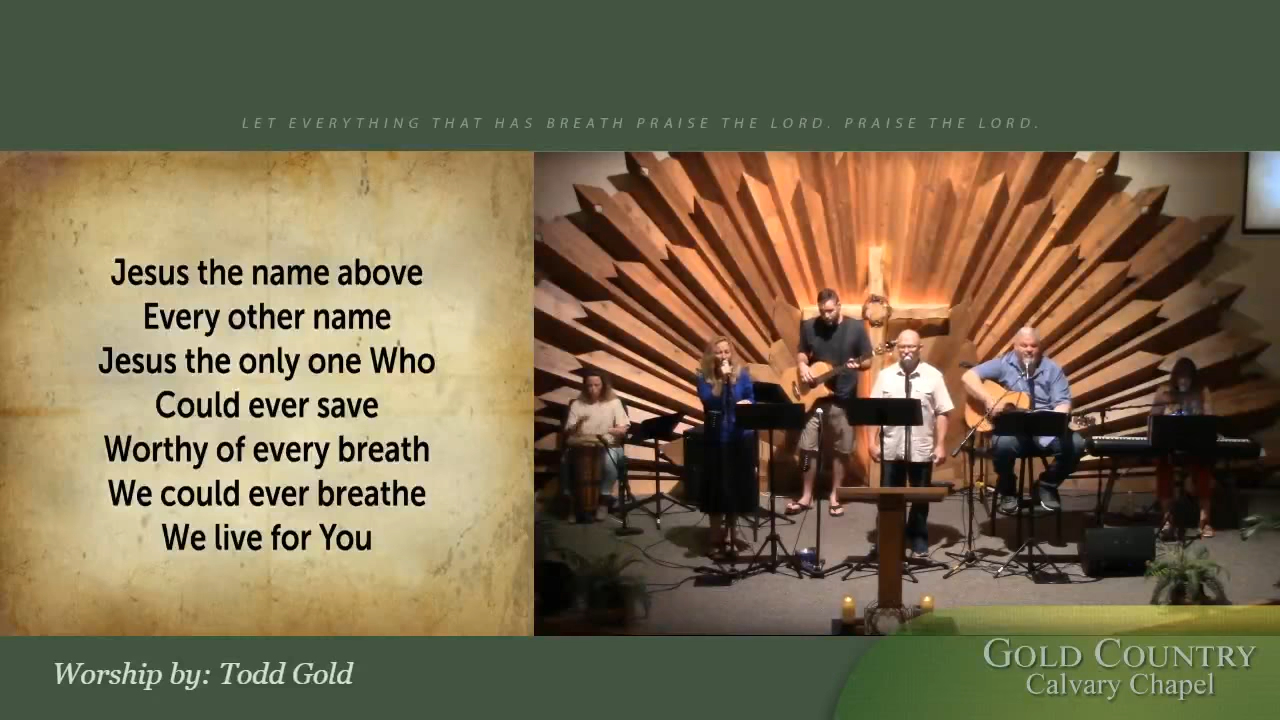 LET EVERYTHING THAT HAS BREATH PRAISE THE LORD. PRAISE THE LORD.
Jesus the name above
Every other name
Jesus the only one Who
Could ever save
Worthy of every breath
We could ever breathe
We live for You
Worship by: Todd Gold
GOLD COUNTRY
Calvary Chapel